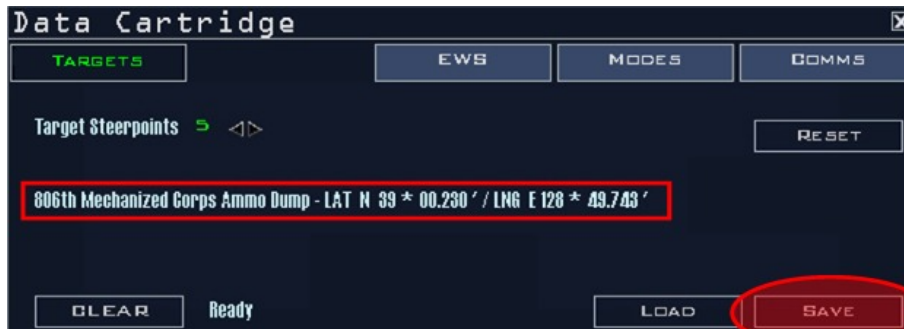 Data Cartridge X
TARGETS EWS MODES COMMS
Target Steerpoints 5
RESET
806th Mechanized Corps Ammo Dump - LAT N 39 * 00.230 ' / LNG E 128 * 49.743 '
CLEAR Ready LOAD SAVE